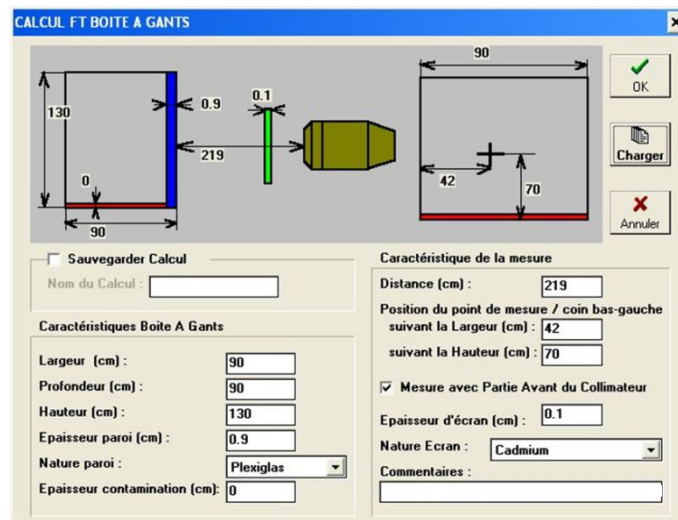 CALCUL FT BOITE A GANTS
130
0.9
0.1
219
0
90
90
42
70
OK
Charger
Annuler
Sauvegarder Calcul
Nom du Calcul :
Caractéristiques Boite A Gants
Largeur (cm) : 90
Profondeur (cm) : 90
Hauteur (cm) : 130
Epaisseur paroi (cm) : 0.9
Nature paroi : Plexiglas
Epaisseur contamination (cm): 0
Caractéristique de la mesure
Distance (cm) : 219
Position du point de mesure / coin bas-gauche
suivant la Largeur (cm) : 42
suivant la Hauteur (cm) : 70
Mesure avec Partie Avant du Collimateur
Epaisseur d'écran (cm) : 0.1
Nature Ecran : Cadmium
Commentaires :